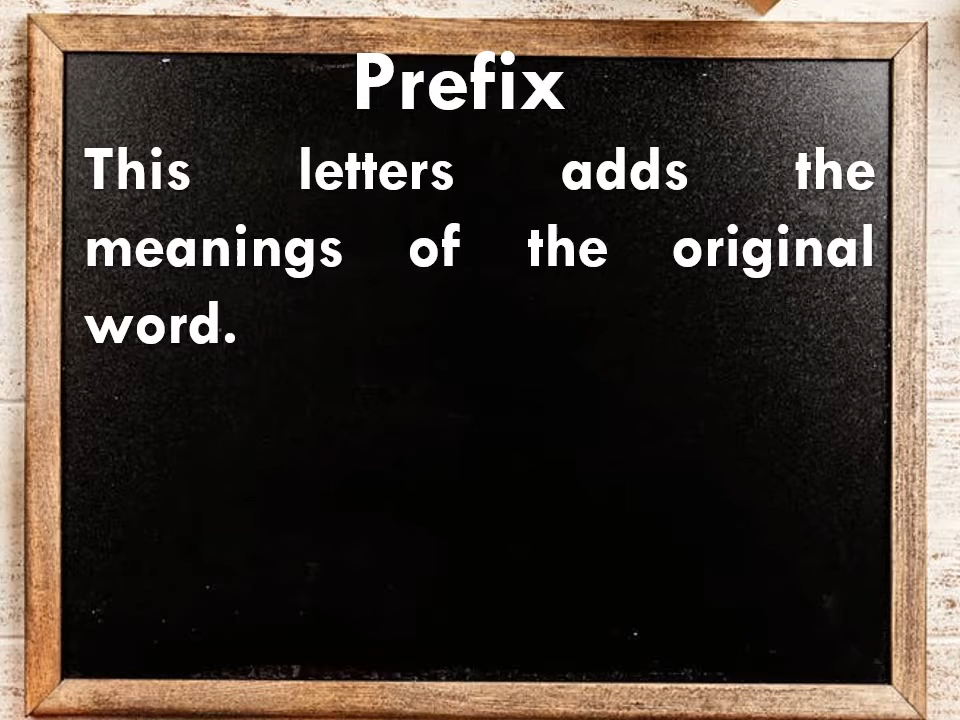 Prefix
This letters adds the
meanings of the original
word.